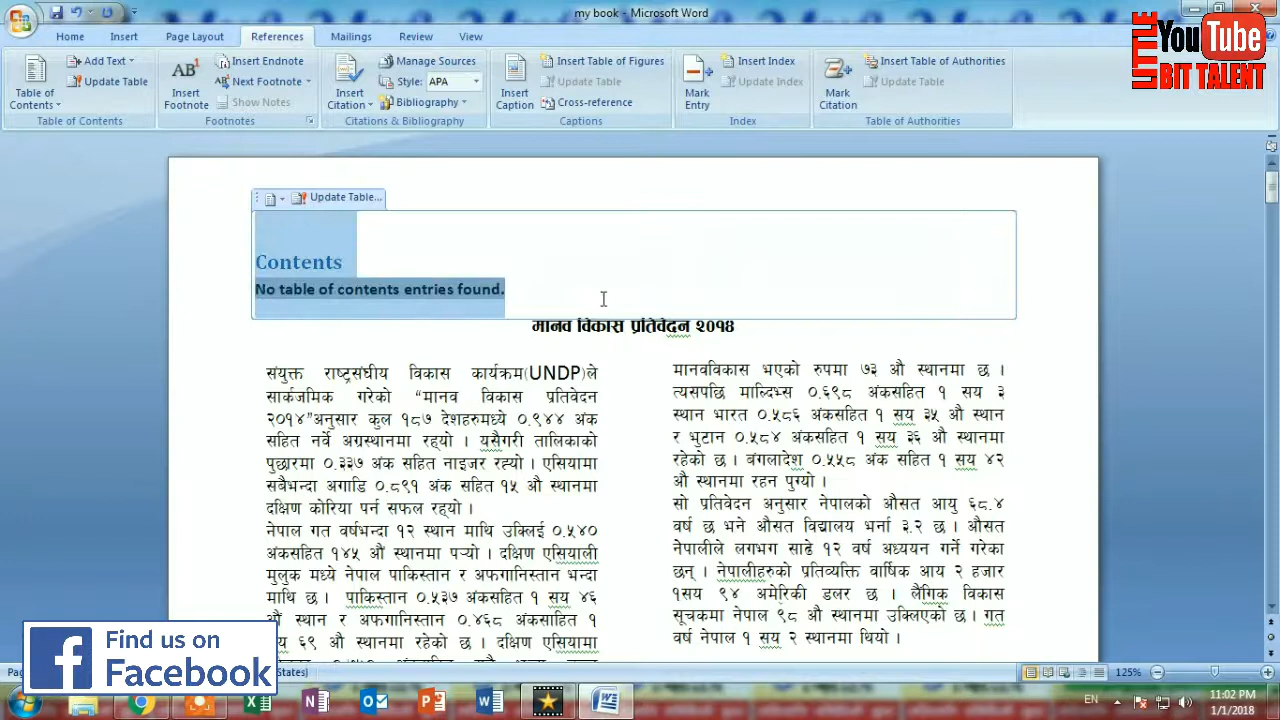 my book - Microsoft Word
Home Insert Page Layout References Mailings Review View
LITTLE
YouTube
BIT TALENT
Table of Contents
Add Text
Update Table
Table of Contents
AB1
Insert Footnote
Insert Endnote
Next Footnote
Show Notes
Footnotes
Insert Citation
Manage Sources
Style: APA
Bibliography
Citations & Bibliography
Insert Caption
Insert Table of Figures
Update Table
Cross-reference
Captions
Mark Entry
Insert Index
Update Index
Index
Mark Citation
Insert Table of Authorities
Update Table
Table of Authorities
Update Table...
Contents
No table of contents entries found.
मानव विकास प्रतिवेदन २०१४
संयुक्त राष्ट्रसंघीय विकास कार्यक्रम(UNDP)ले
सार्कजमिक गरेको “मानव विकास प्रतिवेदन
२०१४”अनुसार कुल १८७ देशहरुमध्ये ०.९४४ अंक
सहित नर्वे अग्रस्थानमा रह्यो । यसैगरी तालिकाको
पुछारमा ०.३३७ अंक सहित नाइजर रह्यो । एसियामा
सबैभन्दा अगाडि ०.८९१ अंक सहित १५ औ स्थानमा
दक्षिण कोरिया पर्न सफल रह्यो ।
नेपाल गत वर्षभन्दा १२ स्थान माथि उक्लिई ०.५४०
अंकसहित १४५ औं स्थानमा पऱ्यो । दक्षिण एसियाली
मुलुक मध्ये नेपाल पाकिस्तान र अफगानिस्तान भन्दा
माथि छ । पाकिस्तान ०.५३७ अंकसहित १ सय ४६
औं स्थान र अफगानिस्तान ०.४६८ अंकसहित १
६९ औ स्थानमा रहेको छ । दक्षिण एसियामा
मानवविकास भएको रुपमा ७३ औ स्थानमा छ ।
त्यसपछि माल्दिभ्स ०.६९८ अंकसहित १ सय ३
स्थान भारत ०.५८६ अंकसहित १ सय ३५ औ स्थान
र भुटान ०.५८४ अंकसहित १ सय ३६ औ स्थानमा
रहेको छ । वंगलादेश ०.५५८ अंक सहित १ सय ४२
औ स्थानमा रहन पुग्यो ।
सो प्रतिवेदन अनुसार नेपालको औसत आयु ६८.४
वर्ष छ भने औसत विद्यालय भर्ना ३.२ छ । औसत
नेपालीले लगभग साढे १२ वर्ष अध्ययन गर्ने गरेका
छन् । नेपालीहरुको प्रतिव्यक्ति वार्षिक आय २ हजार
१सय ९४ अमेरिकी डलर छ । लैगिक विकास
सूचकमा नेपाल ९८ औ स्थानमा उक्लिएको छ । गत
वर्ष नेपाल १ सय २ स्थानमा थियो ।
Find us on
Facebook
States)
125%
EN
11:02 PM
1/1/2018